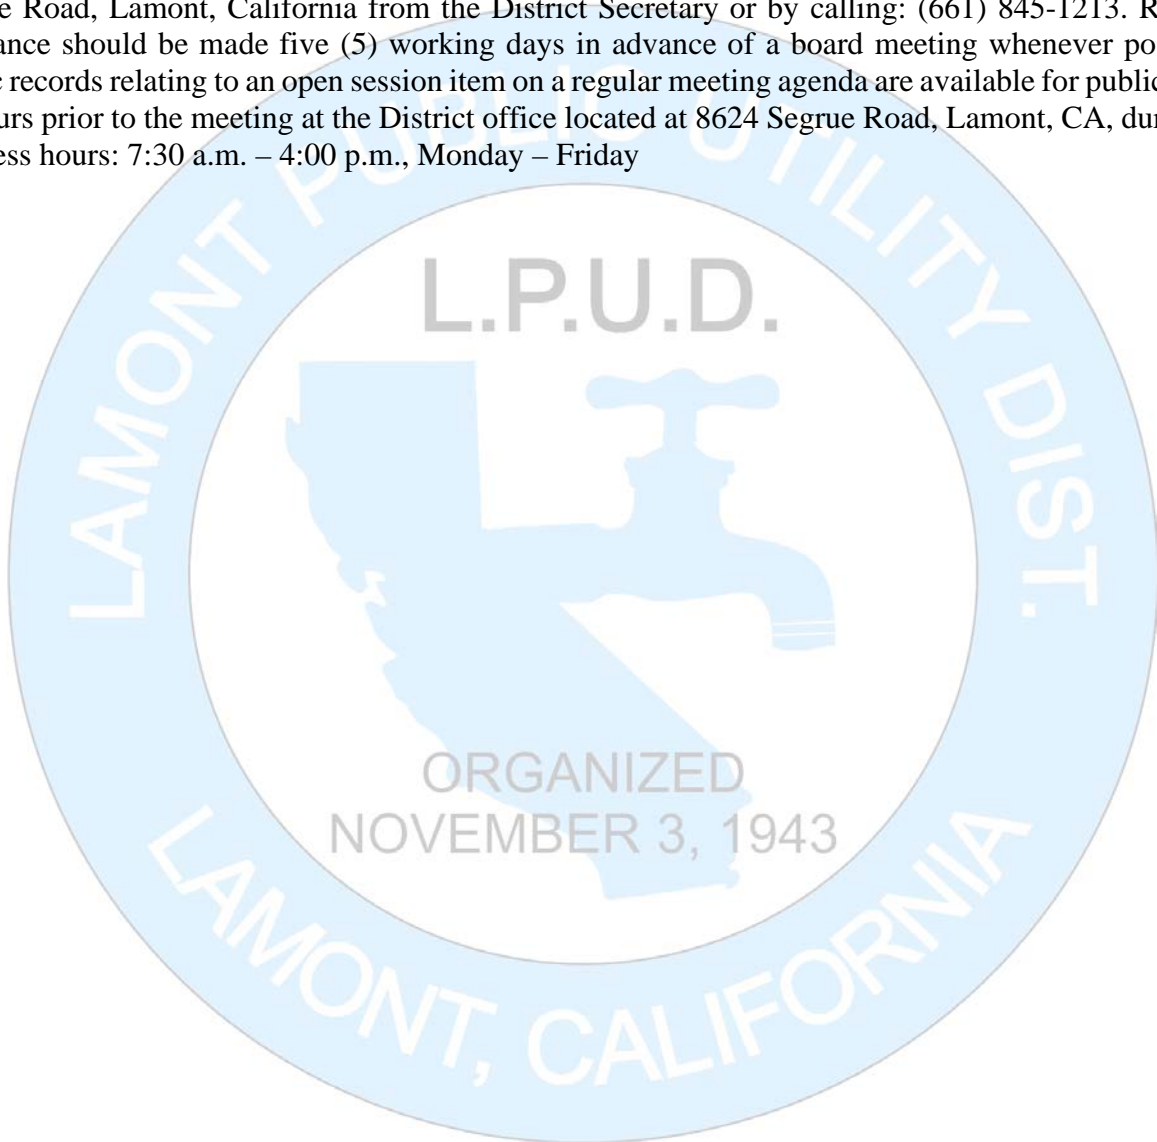 e Road, Lamont, California from the District Secretary or by calling: (661) 845-1213. R
ance should be made five (5) working days in advance of a board meeting whenever po
c records relating to an open session item on a regular meeting agenda are available for public
urs prior to the meeting at the District office located at 8624 Segrue Road, Lamont, CA, dur
ess hours: 7:30 a.m. – 4:00 p.m., Monday – Friday
LAMONT PUBLIC UTILITY DIST.
L.P.U.D.
ORGANIZED
NOVEMBER 3, 1943
LAMONT, CALIFORNIA